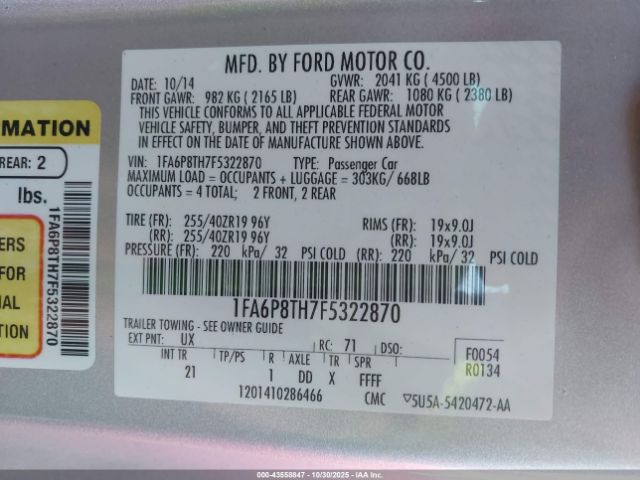 MFD. BY FORD MOTOR CO.
DATE: 10/14 GVWR: 2041 KG ( 4500 LB)
FRONT GAWR: 982 KG ( 2165 LB) REAR GAWR: 1080 KG ( 2380 LB)
THIS VEHICLE CONFORMS TO ALL APPLICABLE FEDERAL MOTOR
VEHICLE SAFETY, BUMPER, AND THEFT PREVENTION STANDARDS
IN EFFECT ON THE DATE OF MANUFACTURE SHOWN ABOVE.
VIN: 1FA6P8TH7F5322870 TYPE: Passenger Car
MAXIMUM LOAD = OCCUPANTS + LUGGAGE = 303KG/ 668LB
OCCUPANTS = 4 TOTAL; 2 FRONT, 2 REAR
TIRE (FR): 255/40ZR19 96Y RIMS (FR): 19x9.0J
(RR): 255/40ZR19 96Y (RR): 19x9.0J
PRESSURE (FR): 220 kPa/ 32 PSI COLD (RR): 220 kPa/ 32 PSI COLD
1FA6P8TH7F5322870
TRAILER TOWING - SEE OWNER GUIDE
EXT PNT: UX RC: 71 DSO: F0054
INT TR TP/PS R AXLE TR SPR R0134
21 1 DD X FFFF
1201410286466 CMC 5U5A-5420472-AA
RMATION
REAR: 2
lbs.
1FA6P8TH7F5322870
ERS
FOR
NAL
N
000-43558847 - 10/30/2025 - IAA Inc.